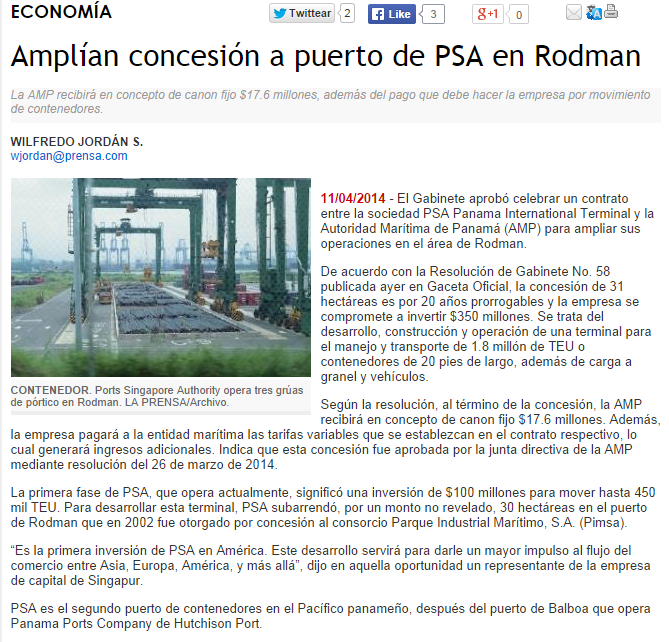 ECONOMÍA
Twittear 2 Like 3 g+1 0
Amplían concesión a puerto de PSA en Rodman
La AMP recibirá en concepto de canon fijo $17.6 millones, además del pago que debe hacer la empresa por movimiento
de contenedores.
WILFREDO JORDÁN S.
wjordan@prensa.com
11/04/2014 - El Gabinete aprobó celebrar un contrato
entre la sociedad PSA Panama International Terminal y la
Autoridad Marítima de Panamá (AMP) para ampliar sus
operaciones en el área de Rodman.
De acuerdo con la Resolución de Gabinete No. 58
publicada ayer en Gaceta Oficial, la concesión de 31
hectáreas es por 20 años prorrogables y la empresa se
compromete a invertir $350 millones. Se trata del
desarrollo, construcción y operación de una terminal para
el manejo y transporte de 1.8 millón de TEU o
contenedores de 20 pies de largo, además de carga a
granel y vehículos.
CONTENEDOR. Ports Singapore Authority opera tres grúas
de pórtico en Rodman. LA PRENSA/Archivo.
Según la resolución, al término de la concesión, la AMP
recibirá en concepto de canon fijo $17.6 millones. Además,
la empresa pagará a la entidad marítima las tarifas variables que se establezcan en el contrato respectivo, lo
cual generará ingresos adicionales. Indica que esta concesión fue aprobada por la junta directiva de la AMP
mediante resolución del 26 de marzo de 2014.
La primera fase de PSA, que opera actualmente, significó una inversión de $100 millones para mover hasta 450
mil TEU. Para desarrollar esta terminal, PSA subarrendó, por un monto no revelado, 30 hectáreas en el puerto
de Rodman que en 2002 fue otorgado por concesión al consorcio Parque Industrial Marítimo, S.A. (Pimsa).
“Es la primera inversión de PSA en América. Este desarrollo servirá para darle un mayor impulso al flujo del
comercio entre Asia, Europa, América, y más allá”, dijo en aquella oportunidad un representante de la empresa
de capital de Singapur.
PSA es el segundo puerto de contenedores en el Pacífico panameño, después del puerto de Balboa que opera
Panama Ports Company de Hutchison Port.